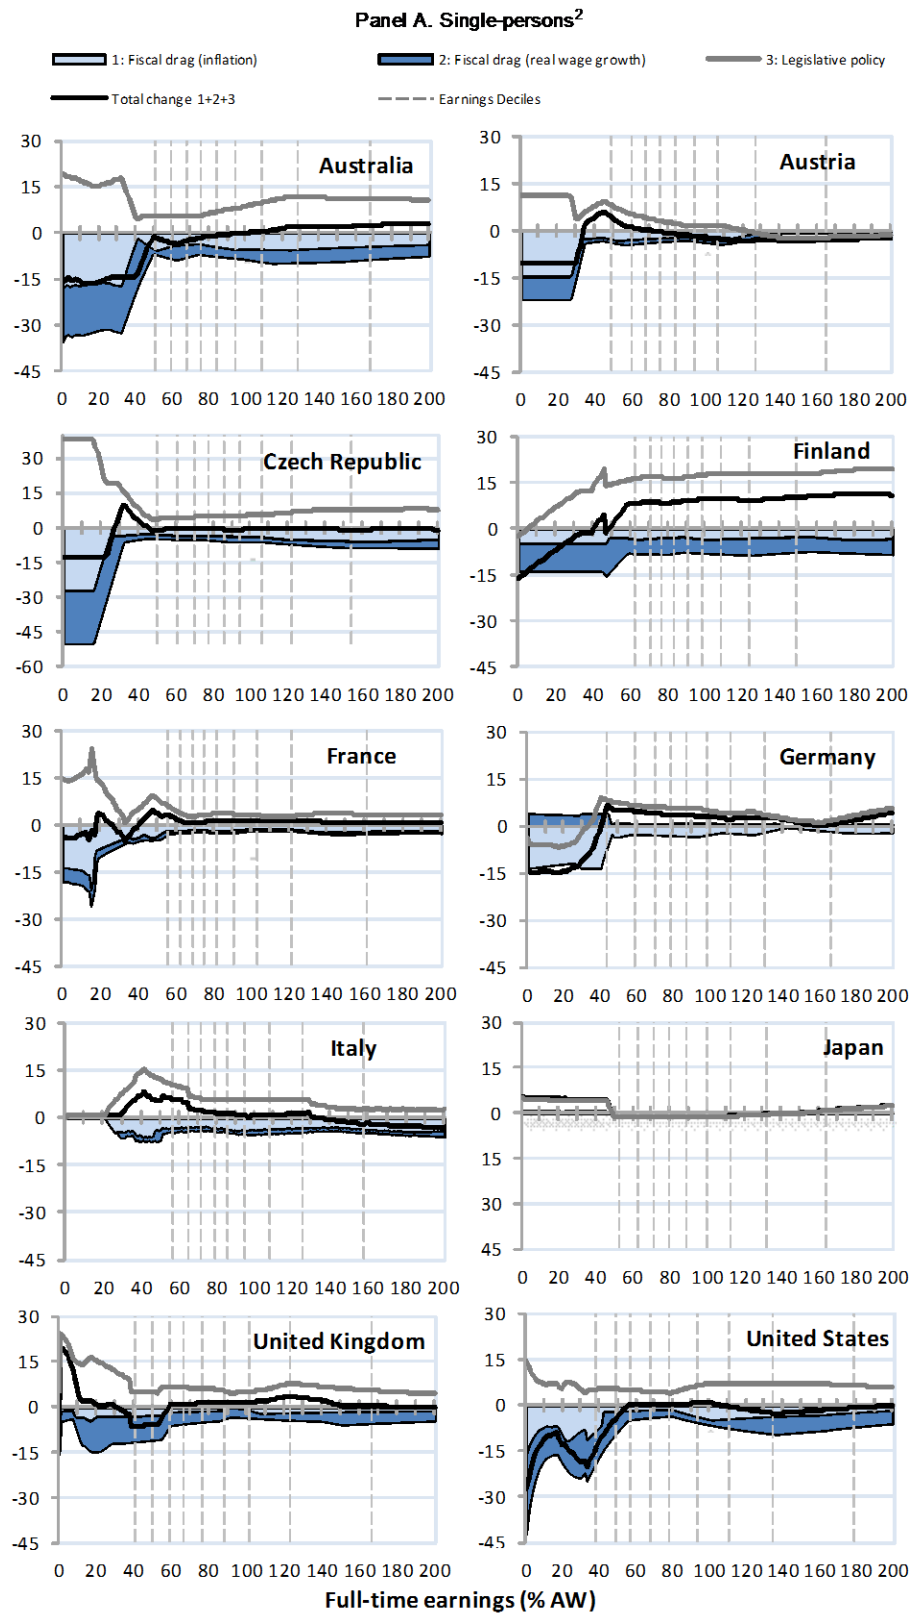 Panel A. Single-persons2
1: Fiscal drag (inflation) 2: Fiscal drag (real wage growth) 3: Legislative policy
Total change 1+2+3 Earnings Deciles
Australia
30
15
0
-15
-30
-45
0 20 40 60 80 100 120 140 160 180 200
Austria
30
15
0
-15
-30
-45
0 20 40 60 80 100 120 140 160 180 200
Czech Republic
30
15
0
-15
-30
-45
-60
0 20 40 60 80 100 120 140 160 180 200
Finland
30
15
0
-15
-30
-45
0 20 40 60 80 100 120 140 160 180 200
France
30
15
0
-15
-30
-45
0 20 40 60 80 100 120 140 160 180 200
Germany
30
15
0
-15
-30
-45
0 20 40 60 80 100 120 140 160 180 200
Italy
30
15
0
-15
-30
-45
0 20 40 60 80 100 120 140 160 180 200
Japan
30
15
0
15
30
45
0 20 40 60 80 100 120 140 160 180 200
United Kingdom
30
15
0
-15
-30
-45
0 20 40 60 80 100 120 140 160 180 200
United States
30
15
0
-15
-30
-45
0 20 40 60 80 100 120 140 160 180 200
Full-time earnings (% AW)